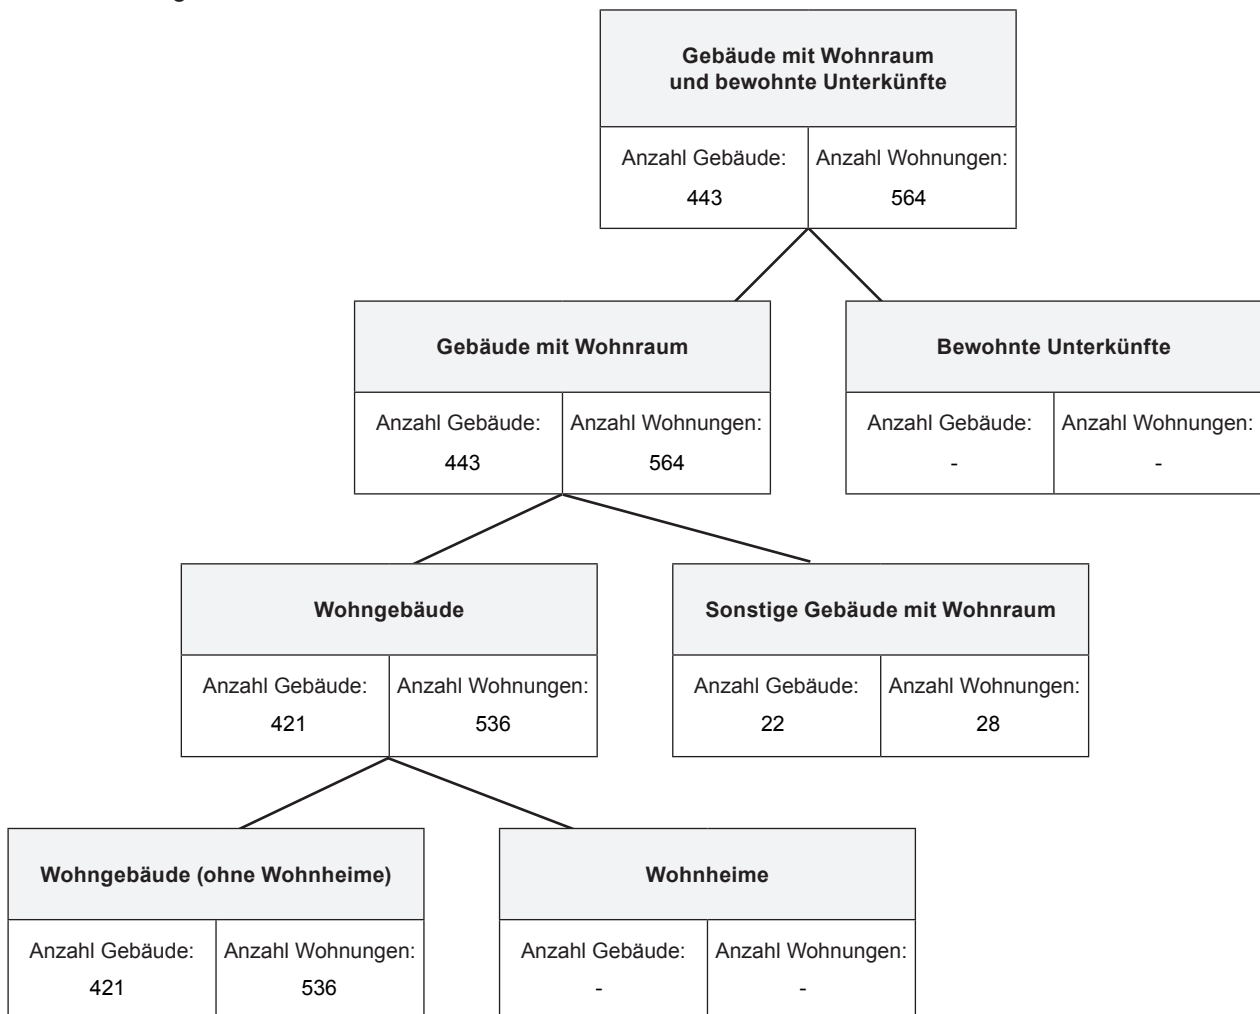 Gebäude mit Wohnraum
und bewohnte Unterkünfte
Anzahl Gebäude: Anzahl Wohnungen:
443 564
Gebäude mit Wohnraum
Anzahl Gebäude: Anzahl Wohnungen:
443 564
Bewohnte Unterkünfte
Anzahl Gebäude: Anzahl Wohnungen:
- -
Wohngebäude
Anzahl Gebäude: Anzahl Wohnungen:
421 536
Sonstige Gebäude mit Wohnraum
Anzahl Gebäude: Anzahl Wohnungen:
22 28
Wohngebäude (ohne Wohnheime)
Anzahl Gebäude: Anzahl Wohnungen:
421 536
Wohnheime
Anzahl Gebäude: Anzahl Wohnungen:
- -